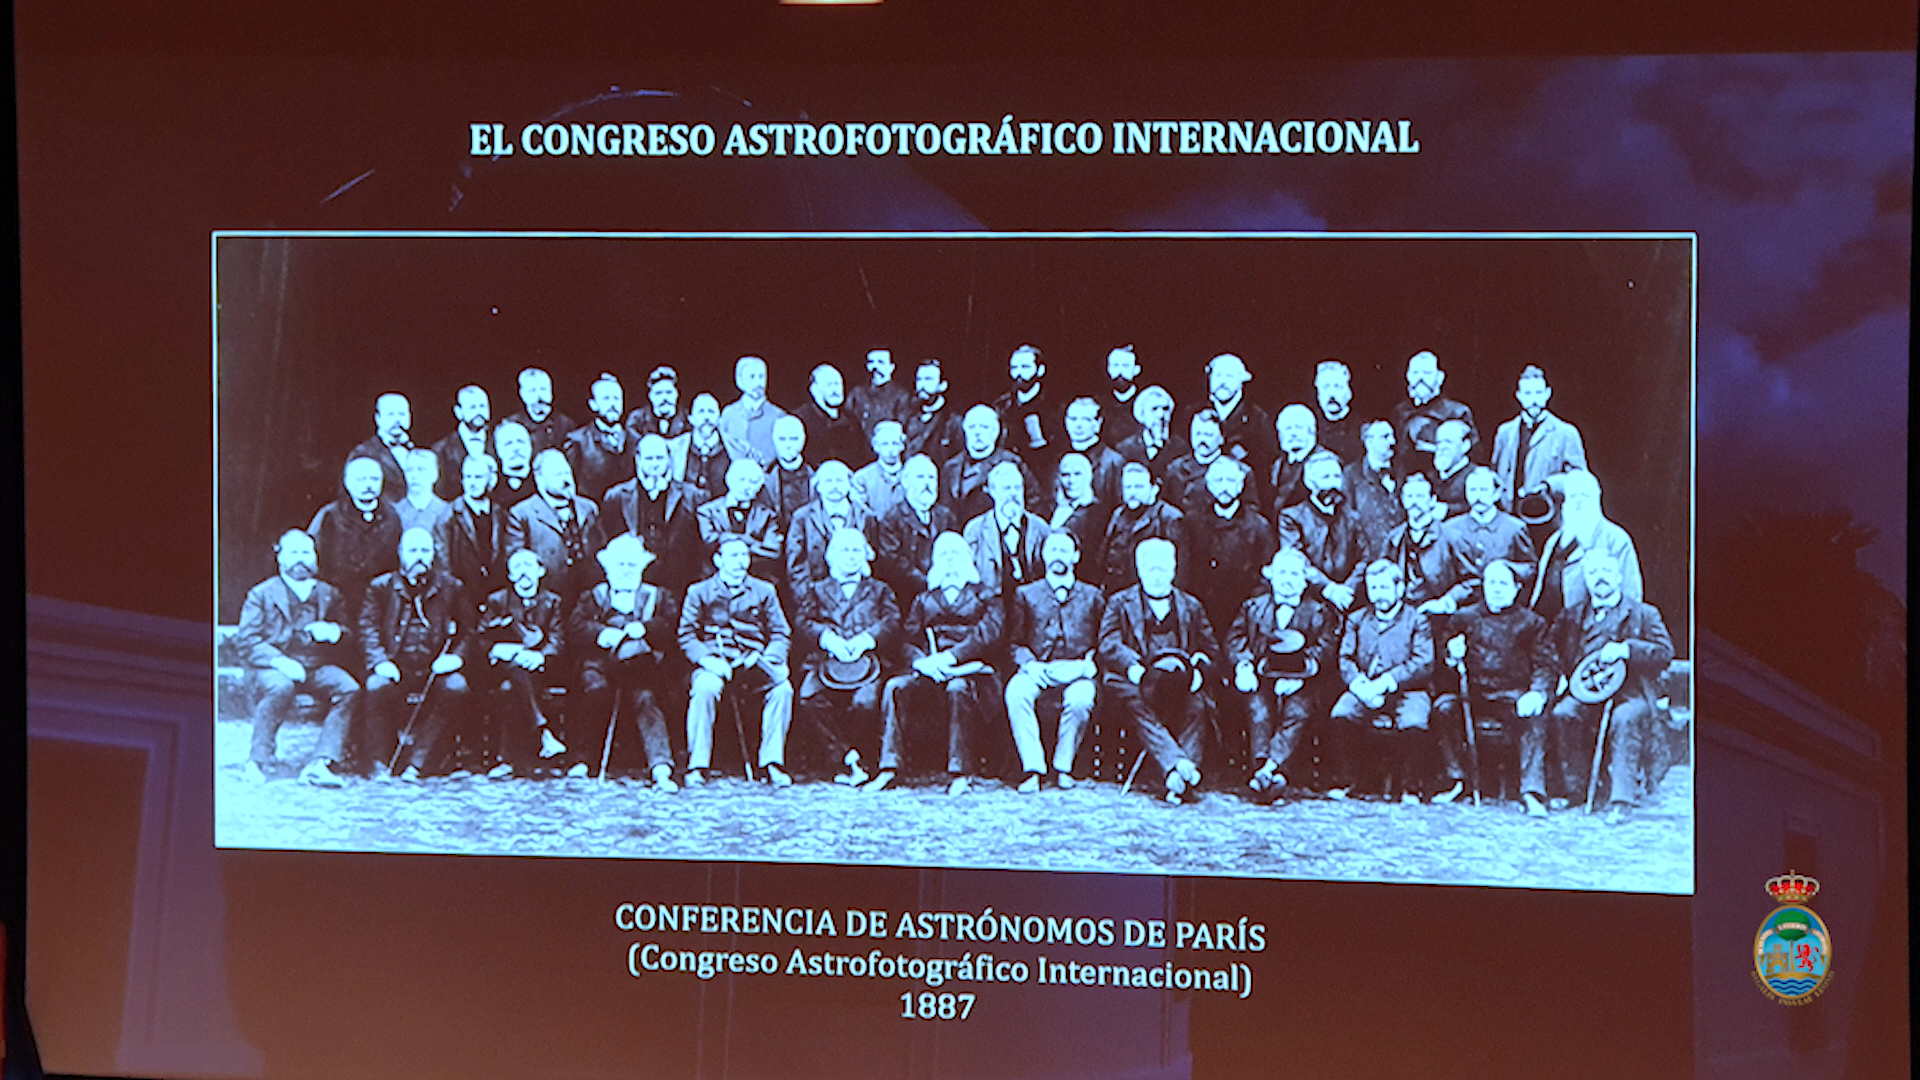 EL CONGRESO ASTROFOTOGRÁFICO INTERNACIONAL
CONFERENCIA DE ASTRÓNOMOS DE PARÍS
(Congreso Astrofotográfico Internacional)
1887